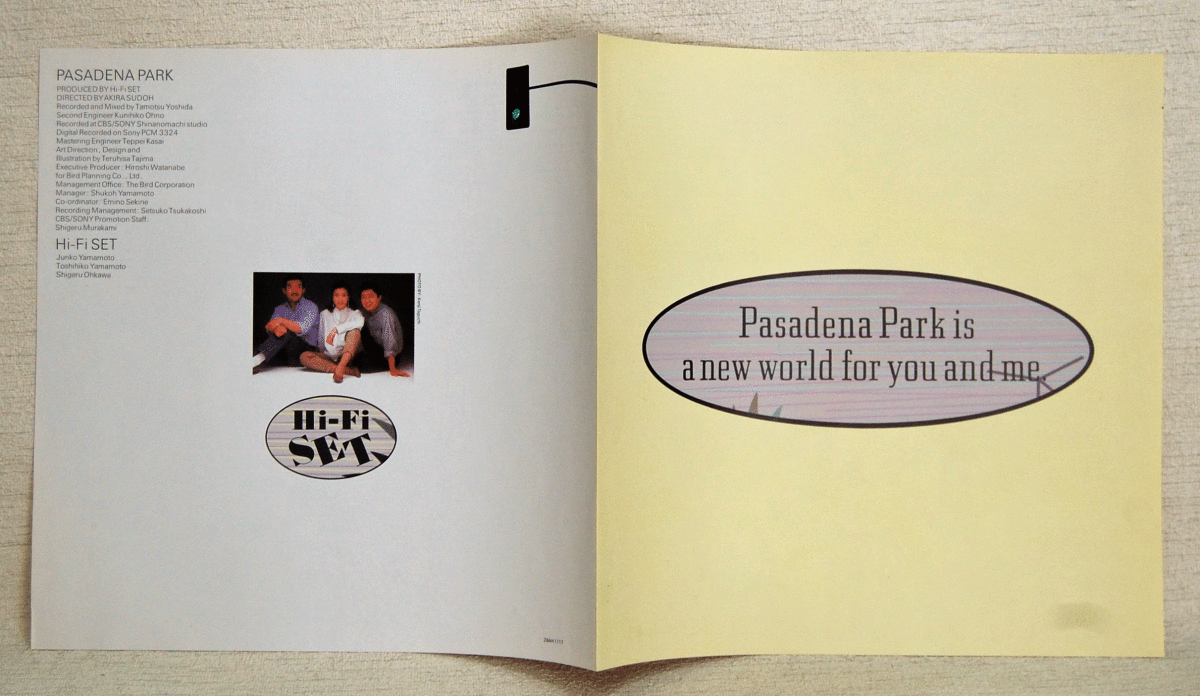 PASADENA PARK
PRODUCED BY Hi-Fi SET
DIRECTED BY AKIRA SUDOH
Recorded and Mixed by Tamotsu Yoshida
Second Engineer Kunihiko Ohno
Recorded at CBS/SONY Shinanomachi studio
Digital Recorded on Sony PCM 3324
Mastering Engineer Teppei Kasai
Art Direction, Design and
Illustration by Teruhisa Tajima
Executive Producer: Hiroshi Watanabe
for Bird Planning Co., Ltd.
Management Office: The Bird Corporation
Manager: Shukoh Yamamoto
Co-ordinator: Emino Sekine
Recording Management: Setsuko Tsukakoshi
CBS/SONY Promotion Staff:
Shigeru Murakami
Hi-Fi SET
Junko Yamamoto
Toshihiko Yamamoto
Shigeru Ohkawa
PHOTO BY
Hi-Fi
SET
Pasadena Park is
a new world for you and me.